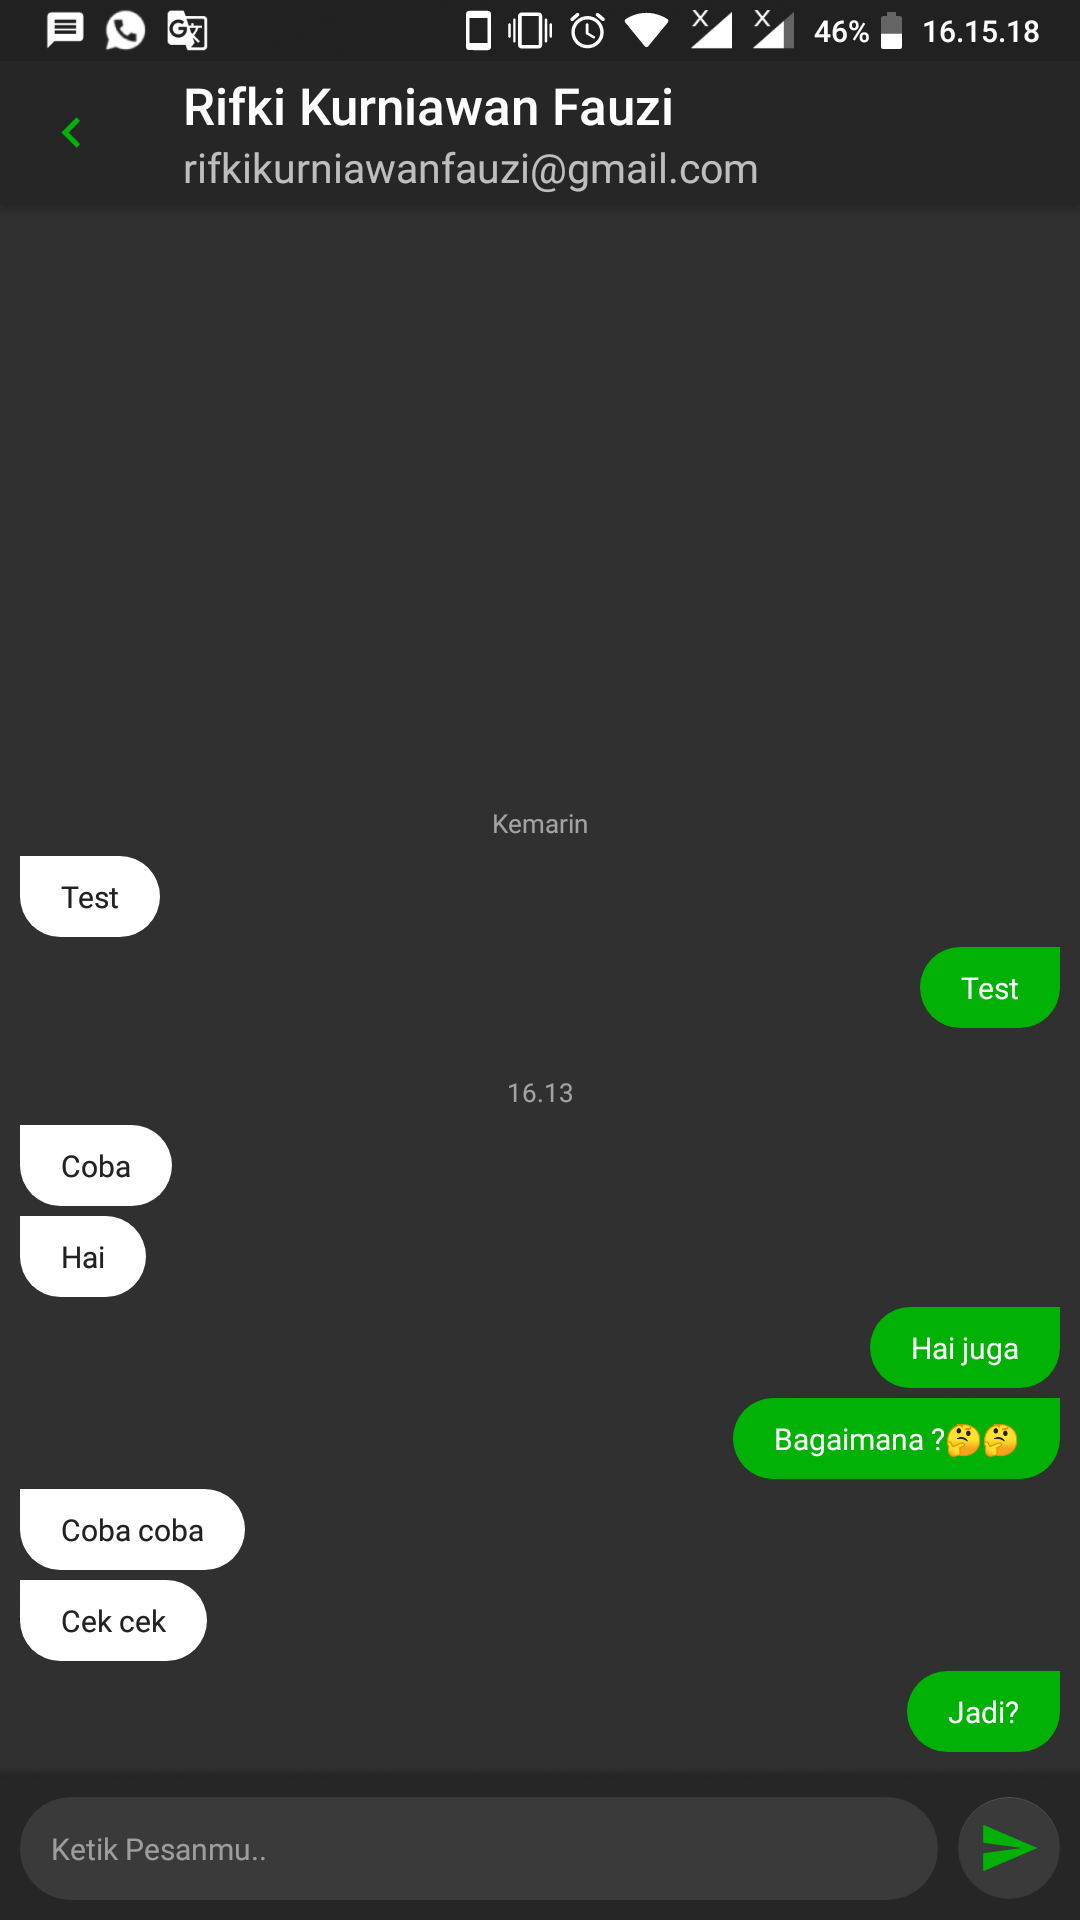 46% 16.15.18
Rifki Kurniawan Fauzi
rifkikurniawanfauzi@gmail.com
Kemarin
Test
Test
16.13
Coba
Hai
Hai juga
Bagaimana ?🤔🤔
Coba coba
Cek cek
Jadi?
Ketik Pesanmu..